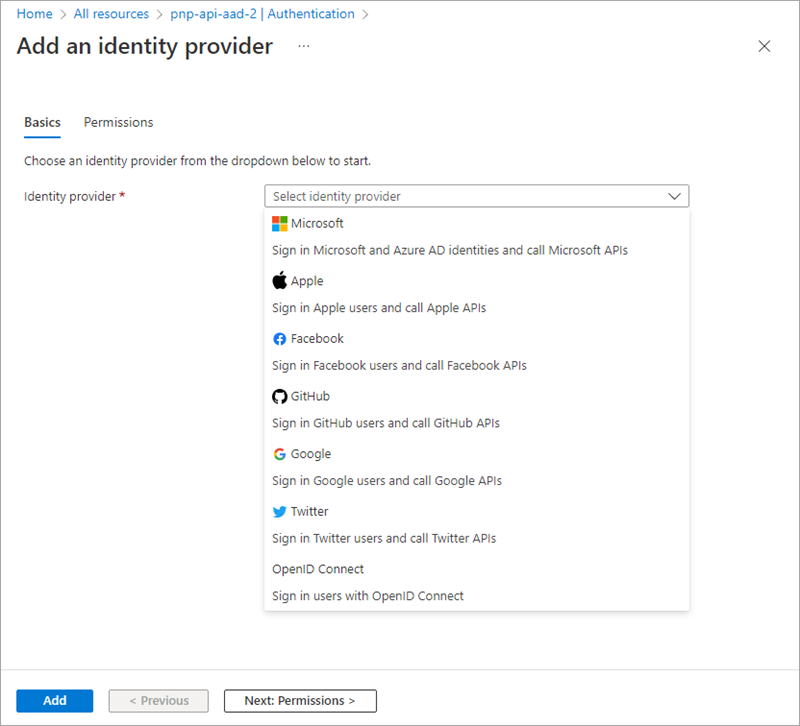 Home > All resources > pnp-api-aad-2 | Authentication >
Add an identity provider ...
Basics Permissions
Choose an identity provider from the dropdown below to start.
Identity provider * Select identity provider
Microsoft
Sign in Microsoft and Azure AD identities and call Microsoft APIs
Apple
Sign in Apple users and call Apple APIs
Facebook
Sign in Facebook users and call Facebook APIs
GitHub
Sign in GitHub users and call GitHub APIs
Google
Sign in Google users and call Google APIs
Twitter
Sign in Twitter users and call Twitter APIs
OpenID Connect
Sign in users with OpenID Connect
Add < Previous Next: Permissions >